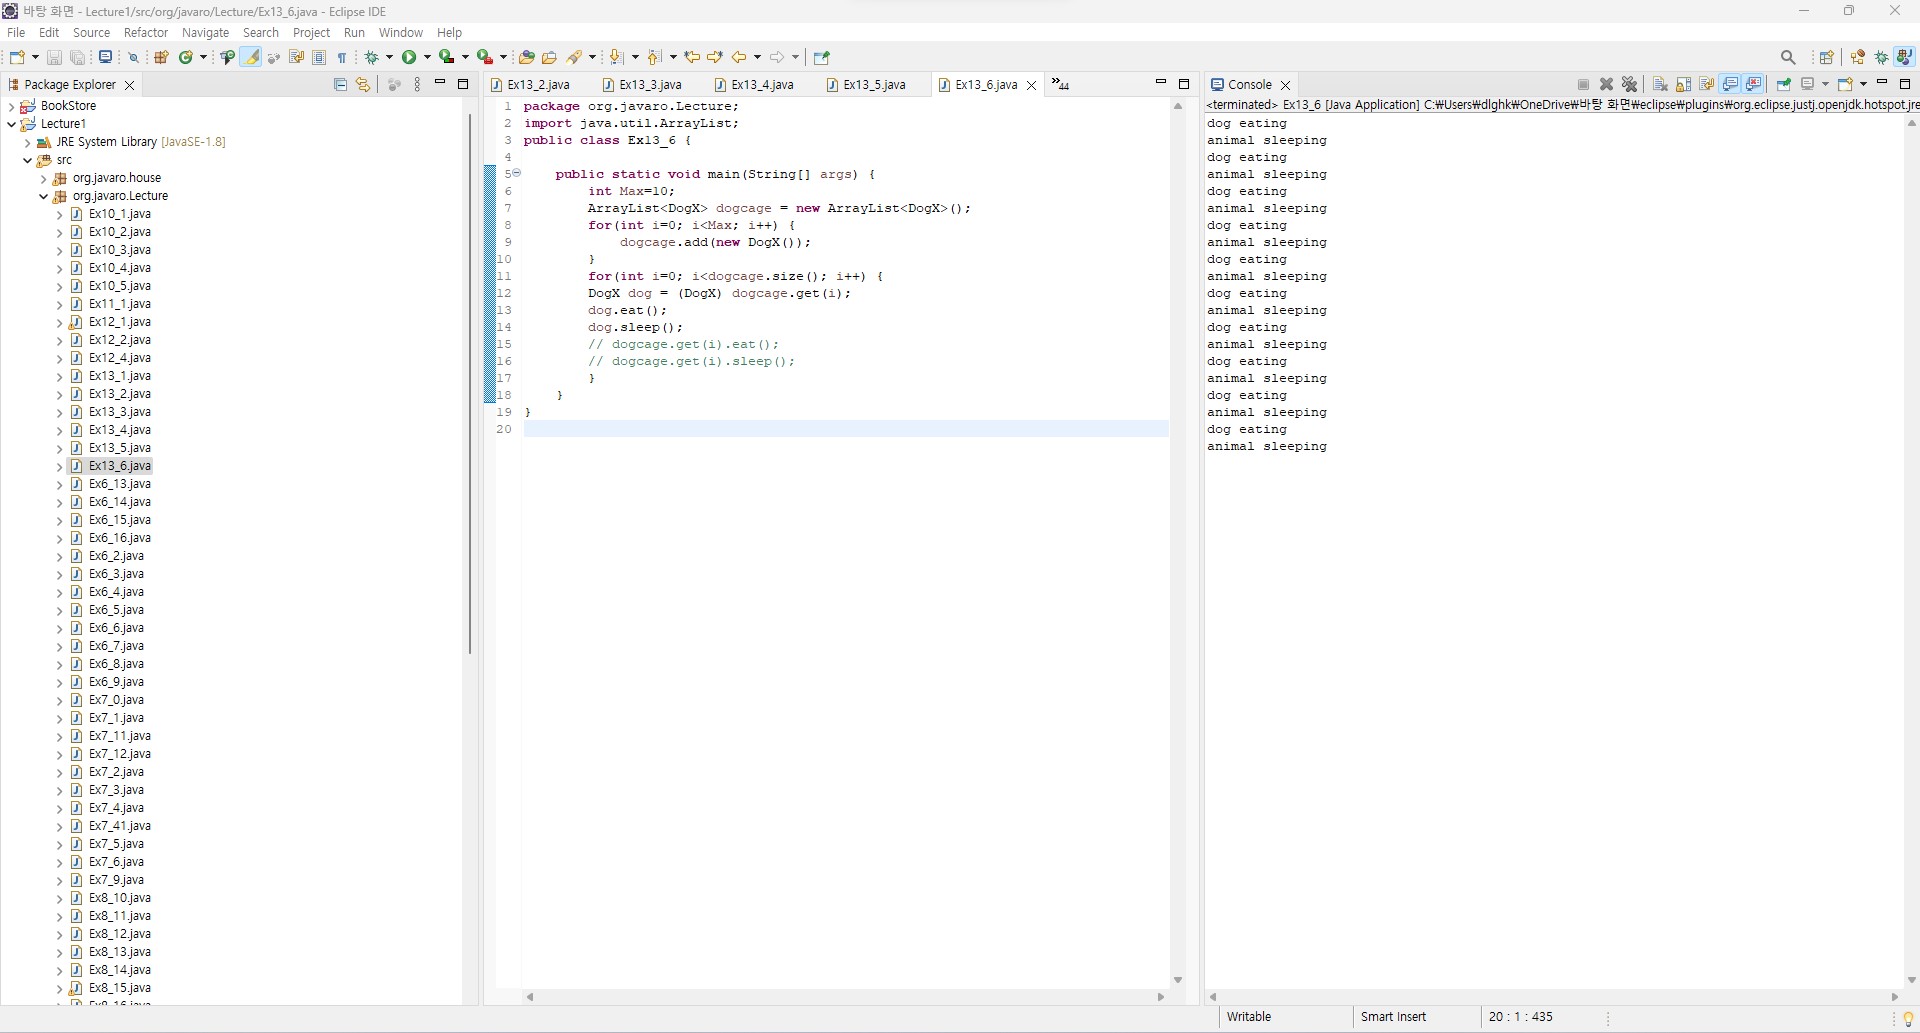 바탕 화면 - Lecture1/src/org/javaro/Lecture/Ex13_6.java - Eclipse IDE
File Edit Source Refactor Navigate Search Project Run Window Help
Package Explorer
BookStore
Lecture1
JRE System Library [JavaSE-1.8]
src
org.javaro.house
org.javaro.Lecture
Ex10_1.java
Ex10_2.java
Ex10_3.java
Ex10_4.java
Ex10_5.java
Ex11_1.java
Ex12_1.java
Ex12_2.java
Ex12_4.java
Ex13_1.java
Ex13_2.java
Ex13_3.java
Ex13_4.java
Ex13_5.java
Ex13_6.java
Ex6_13.java
Ex6_14.java
Ex6_15.java
Ex6_16.java
Ex6_2.java
Ex6_3.java
Ex6_4.java
Ex6_5.java
Ex6_6.java
Ex6_7.java
Ex6_8.java
Ex6_9.java
Ex7_0.java
Ex7_1.java
Ex7_11.java
Ex7_12.java
Ex7_2.java
Ex7_3.java
Ex7_4.java
Ex7_41.java
Ex7_5.java
Ex7_6.java
Ex7_9.java
Ex8_10.java
Ex8_11.java
Ex8_12.java
Ex8_13.java
Ex8_14.java
Ex8_15.java
Ex13_2.java Ex13_3.java Ex13_4.java Ex13_5.java Ex13_6.java »44
1 package org.javaro.Lecture;
2 import java.util.ArrayList;
3 public class Ex13_6 {
4
5 public static void main(String[] args) {
6 int Max=10;
7 ArrayList<DogX> dogcage = new ArrayList<DogX>();
8 for(int i=0; i<Max; i++) {
9 dogcage.add(new DogX());
10 }
11 for(int i=0; i<dogcage.size(); i++) {
12 DogX dog = (DogX) dogcage.get(i);
13 dog.eat();
14 dog.sleep();
15 // dogcage.get(i).eat();
16 // dogcage.get(i).sleep();
17 }
18 }
19 }
20
Console
<terminated> Ex13_6 [Java Application] C:₩Users₩dlghk₩OneDrive₩바탕 화면₩eclipse₩plugins₩org.eclipse.justj.openjdk.hotspot.jre
dog eating
animal sleeping
dog eating
animal sleeping
dog eating
animal sleeping
dog eating
animal sleeping
dog eating
animal sleeping
dog eating
animal sleeping
dog eating
animal sleeping
dog eating
animal sleeping
dog eating
animal sleeping
dog eating
animal sleeping
Writable Smart Insert 20 : 1 : 435